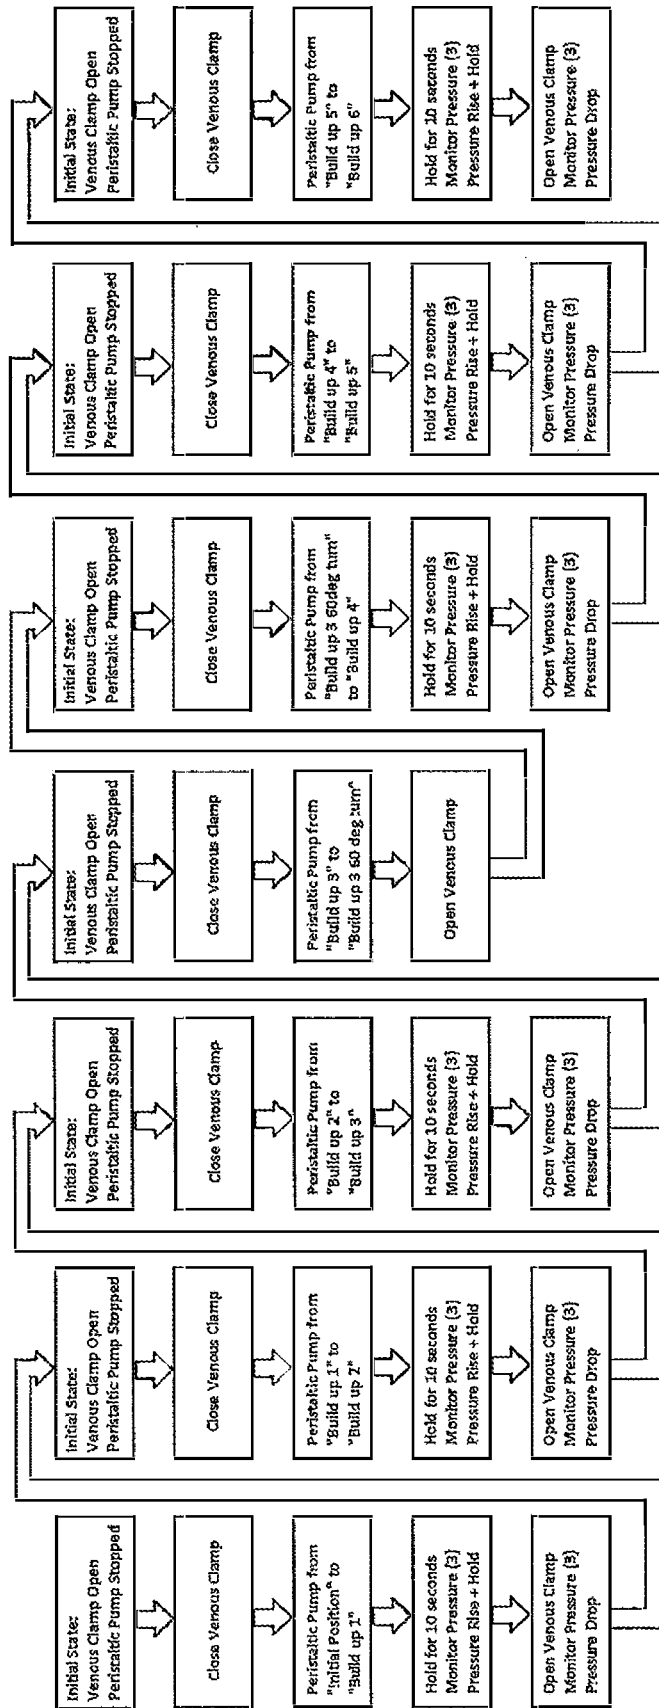 Initial State:
Venous Clamp Open
Peristaltic Pump Stopped
Close Venous Clamp
Peristaltic Pump from
"Initial Position" to
"Build up 1"
Hold for 10 seconds
Monitor Pressure (3)
Pressure Rise + Hold
Open Venous Clamp
Monitor Pressure (3)
Pressure Drop
Initial State:
Venous Clamp Open
Peristaltic Pump Stopped
Close Venous Clamp
Peristaltic Pump from
"Build up 1" to
"Build up 2"
Hold for 10 seconds
Monitor Pressure (3)
Pressure Rise + Hold
Open Venous Clamp
Monitor Pressure (3)
Pressure Drop
Initial State:
Venous Clamp Open
Peristaltic Pump Stopped
Close Venous Clamp
Peristaltic Pump from
"Build up 2" to
"Build up 3"
Hold for 10 seconds
Monitor Pressure (3)
Pressure Rise + Hold
Open Venous Clamp
Monitor Pressure (3)
Pressure Drop
Initial State:
Venous Clamp Open
Peristaltic Pump Stopped
Close Venous Clamp
Peristaltic Pump from
"Build up 3" to
"Build up 3 60 deg turn"
Open Venous Clamp
Initial State:
Venous Clamp Open
Peristaltic Pump Stopped
Close Venous Clamp
Peristaltic Pump from
"Build up 3 60deg turn"
to "Build up 4"
Hold for 10 seconds
Monitor Pressure (3)
Pressure Rise + Hold
Open Venous Clamp
Monitor Pressure (3)
Pressure Drop
Initial State:
Venous Clamp Open
Peristaltic Pump Stopped
Close Venous Clamp
Peristaltic Pump from
"Build up 4" to
"Build up 5"
Hold for 10 seconds
Monitor Pressure (3)
Pressure Rise + Hold
Open Venous Clamp
Monitor Pressure (3)
Pressure Drop
Initial State:
Venous Clamp Open
Peristaltic Pump Stopped
Close Venous Clamp
Peristaltic Pump from
"Build up 5" to
"Build up 6"
Hold for 10 seconds
Monitor Pressure (3)
Pressure Rise + Hold
Open Venous Clamp
Monitor Pressure (3)
Pressure Drop